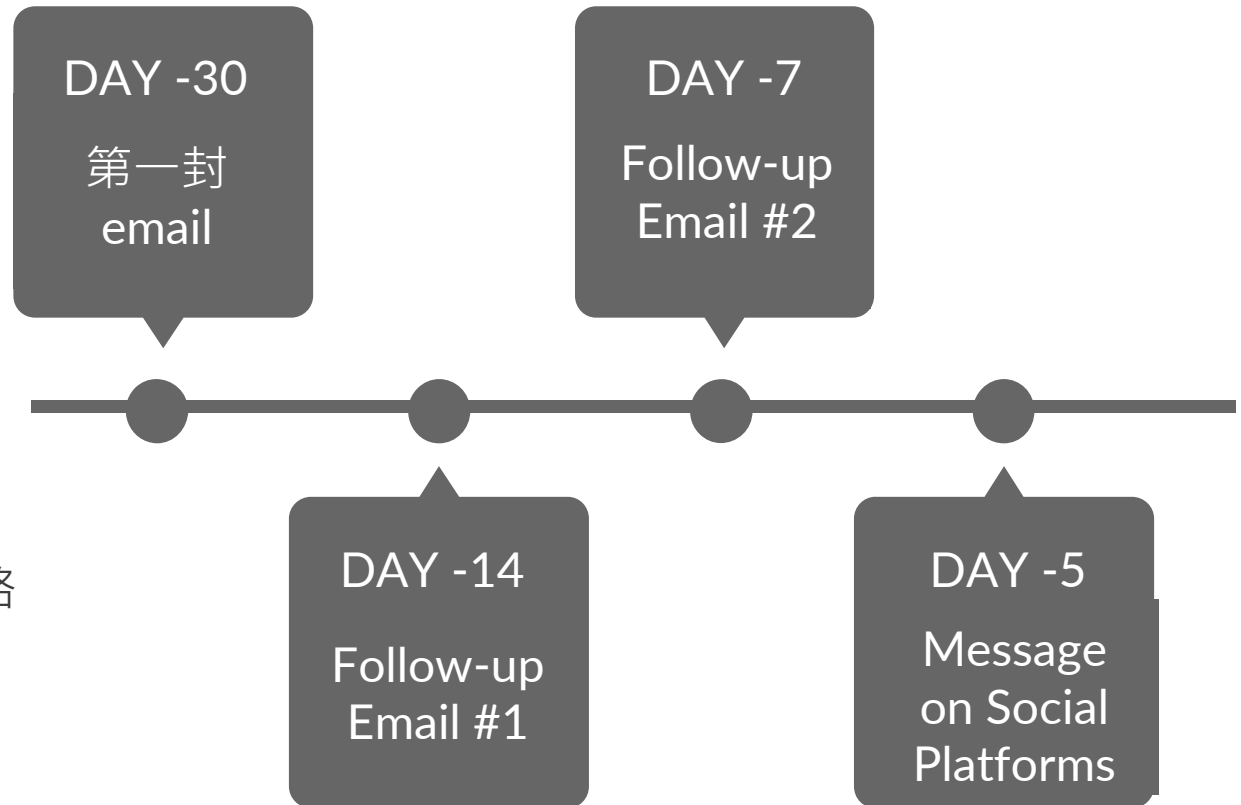 DAY -30
第一封
email
DAY -7
Follow-up
Email #2
DAY -14
Follow-up
Email #1
DAY -5
Message
on Social
Platforms